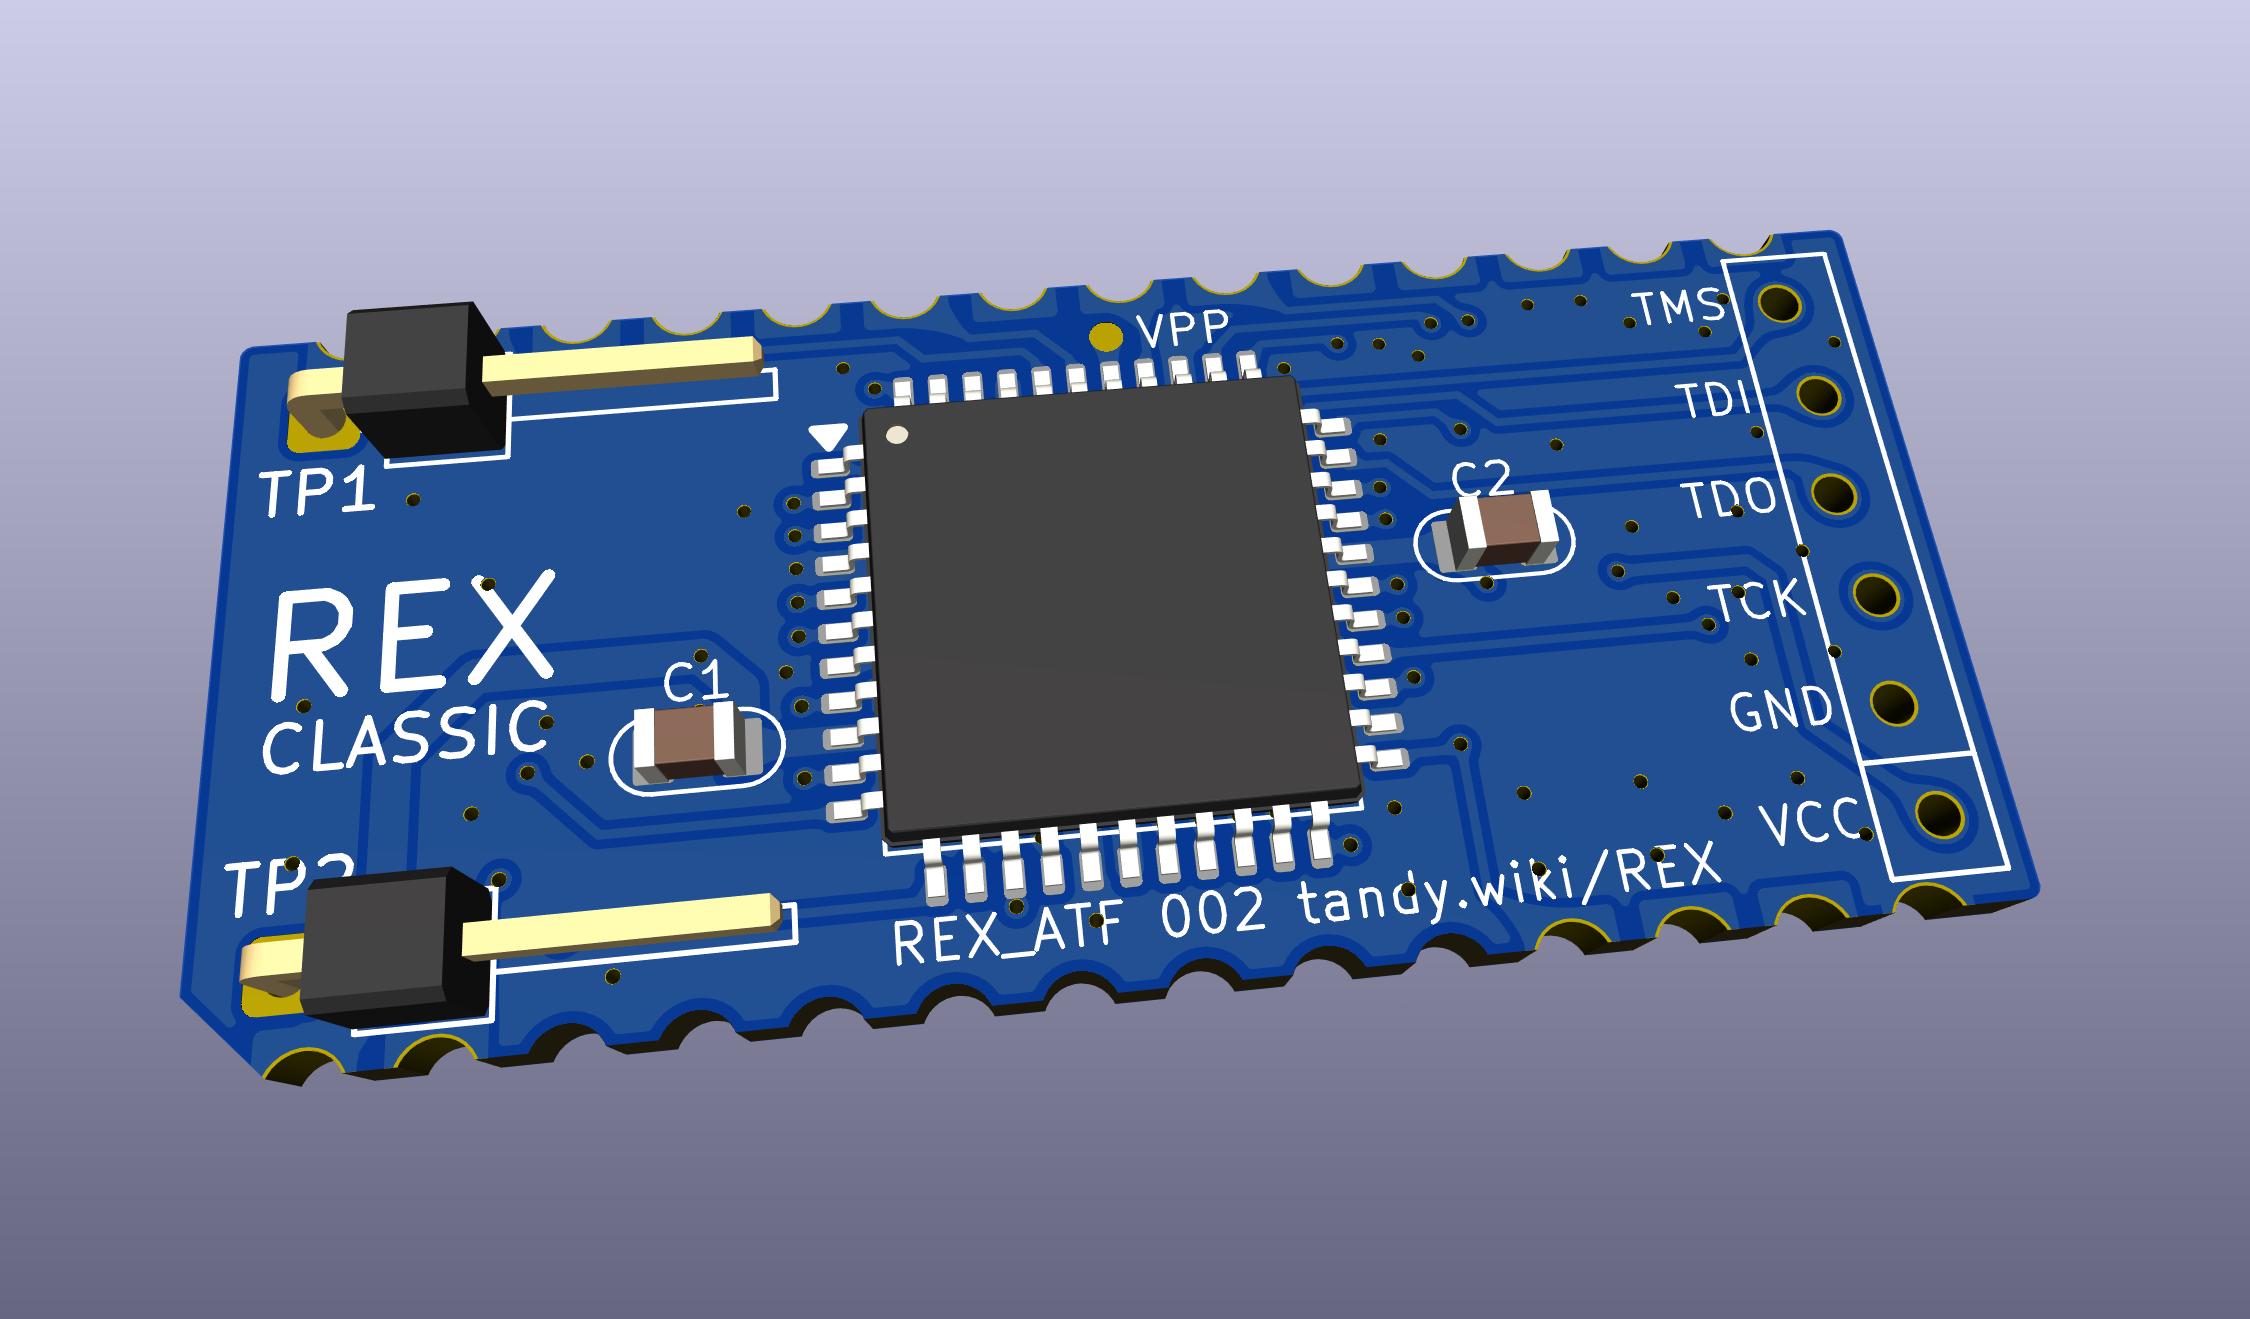 VPP
TMS
TDI
TP1
C2
TDO
REX
TCK
C1
CLASSIC
GND
VCC
TP2
REX_ATF 002 tandy.wiki/REX